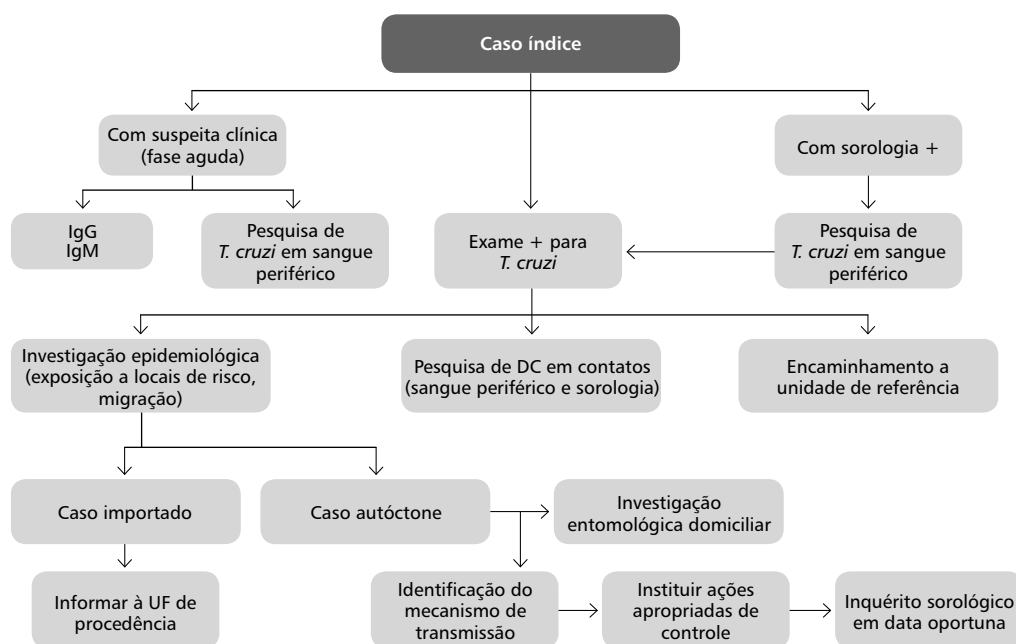 Caso índice
Com suspeita clínica
(fase aguda)
Com sorologia +
IgG
IgM
Pesquisa de
T. cruzi em sangue
periférico
Exame + para
T. cruzi
Pesquisa de
T. cruzi em sangue
periférico
Investigação epidemiológica
(exposição a locais de risco,
migração)
Pesquisa de DC em contatos
(sangue periférico e sorologia)
Encaminhamento a
unidade de referência
Caso importado
Caso autóctone
Investigação
entomológica domiciliar
Informar à UF de
procedência
Identificação do
mecanismo de
transmissão
Instituir ações
apropriadas de
controle
Inquérito sorológico
em data oportuna